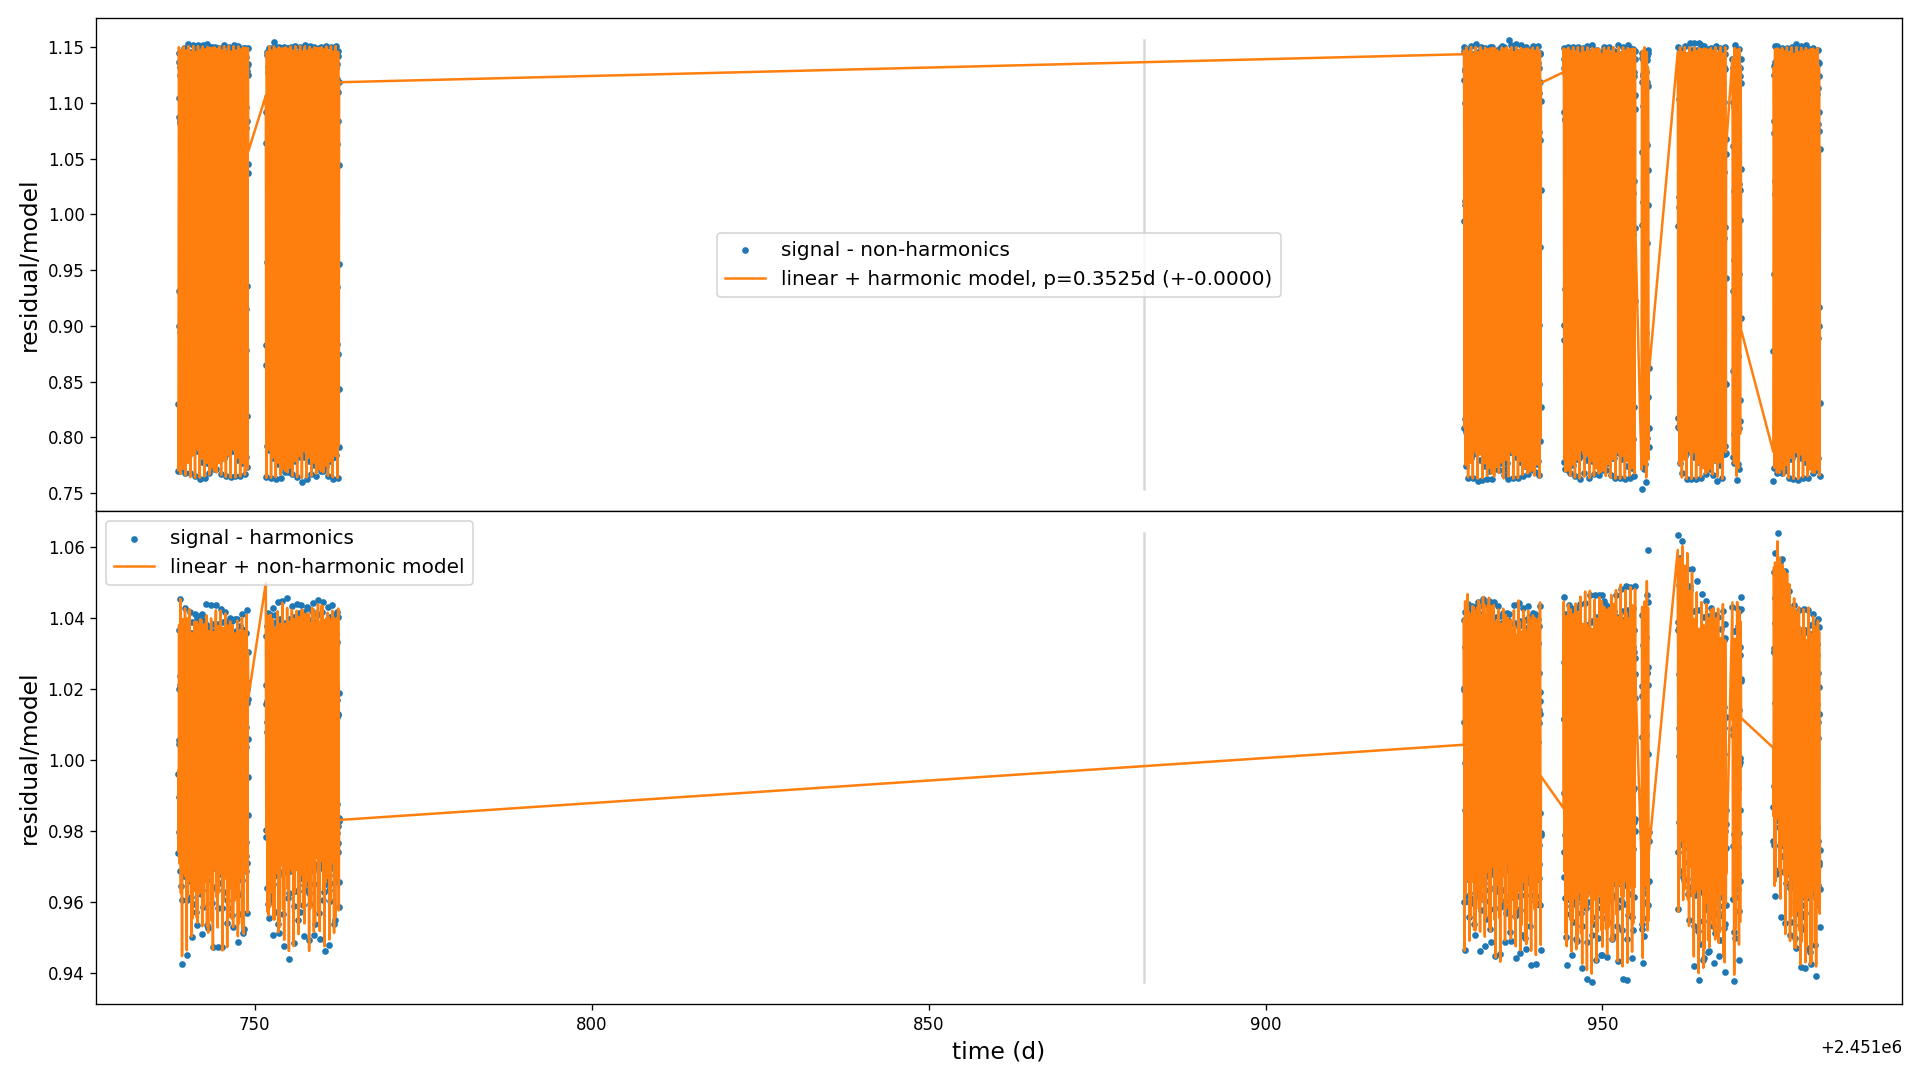 1.15
1.10
1.05
1.00
0.95
0.90
0.85
0.80
0.75
residual/model
signal - non-harmonics
linear + harmonic model, p=0.3525d (+-0.0000)
signal - harmonics
linear + non-harmonic model
1.06
1.04
1.02
1.00
0.98
0.96
0.94
residual/model
750
800
850
900
950
time (d)
+2.451e6